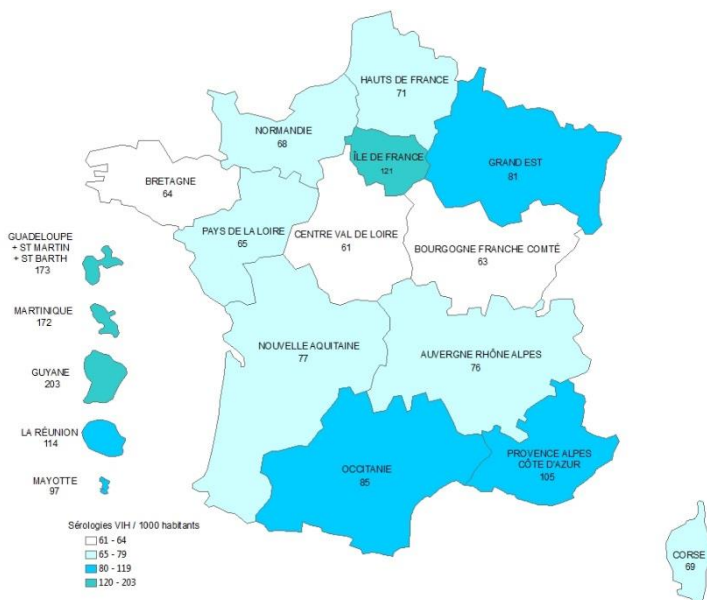 HAUTS DE FRANCE
71
NORMANDIE
68
ÎLE DE FRANCE
121
GRAND EST
81
BRETAGNE
64
PAYS DE LA LOIRE
65
CENTRE VAL DE LOIRE
61
BOURGOGNE FRANCHE COMTÉ
63
GUADELOUPE
+ ST MARTIN
+ ST BARTH
173
MARTINIQUE
172
GUYANE
203
LA RÉUNION
114
MAYOTTE
97
NOUVELLE AQUITAINE
77
AUVERGNE RHÔNE ALPES
76
OCCITANIE
85
PROVENCE ALPES
CÔTE D'AZUR
105
CORSE
69
Sérologies VIH / 1000 habitants
61 - 64
65 - 79
80 - 119
120 - 203